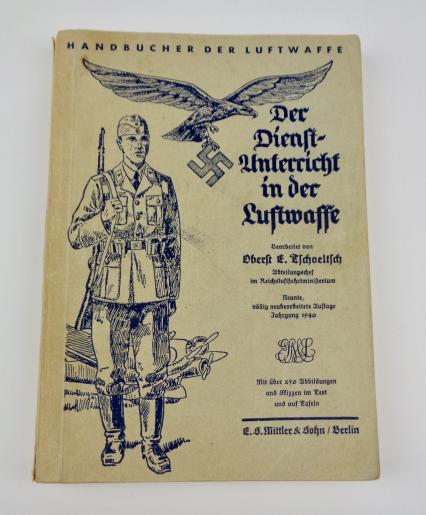 HANDBÜCHER DER LUFTWAFFE
Der
Dienst-
Unterricht
in der
Luftwaffe
Bearbeitet von
Oberst E. Tschoeltsch
Abteilungschef
im Reichsluftfahrtministerium
Neunte,
völlig neubearbeitete Auflage
Jahrgang 1940
Mit über 250 Abbildungen
und Skizzen im Text
und auf Tafeln
E. S. Mittler & Sohn / Berlin